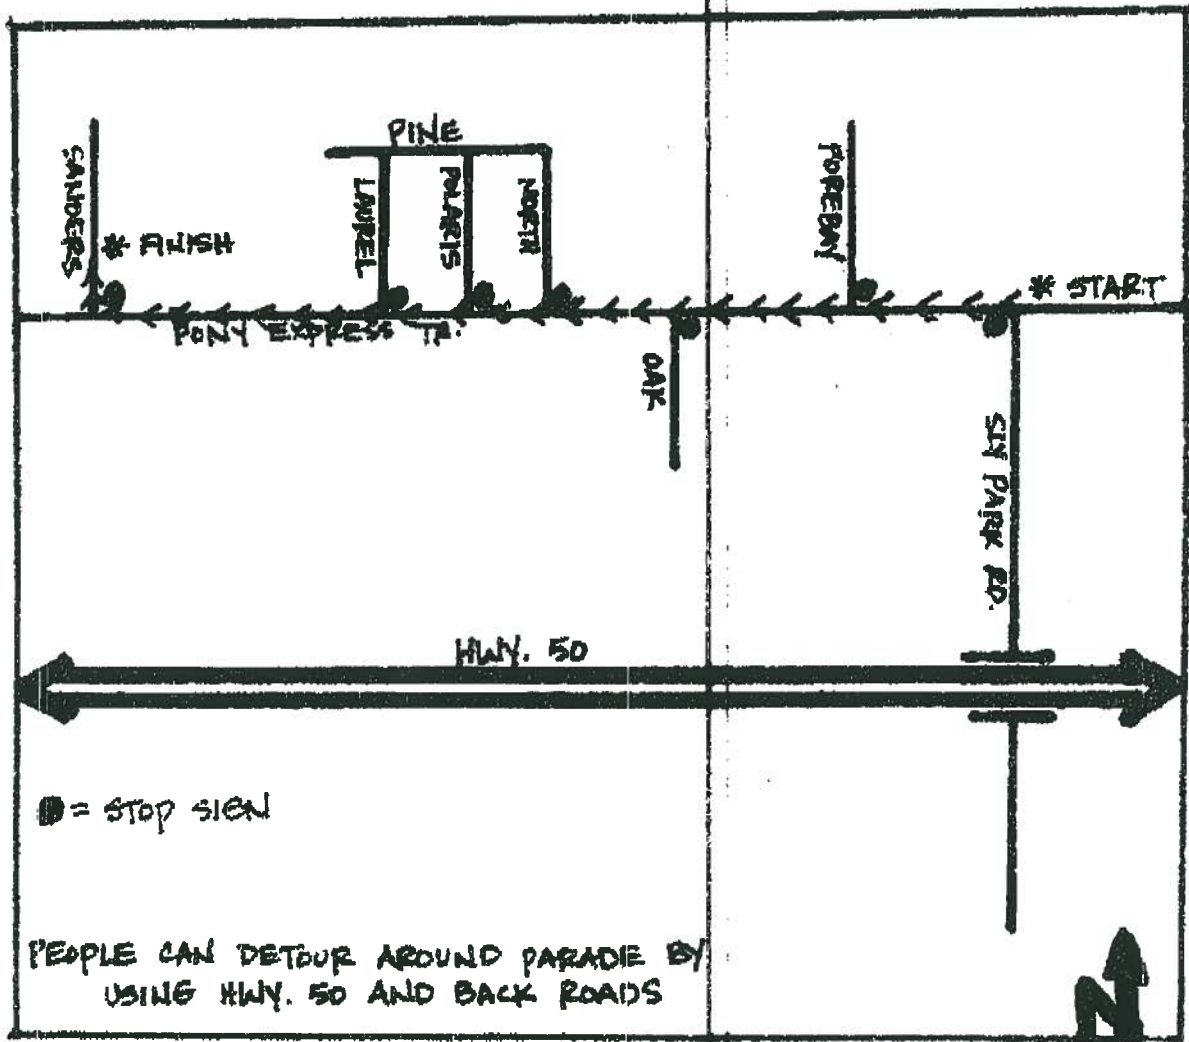 PINE
SANDERS
LAUREL
POLARIS
NORTH
FOREBAY
* FINISH
* START
PONY EXPRESS TR.
OAK
SLY PARK RD.
HWY. 50
= STOP SIGN
PEOPLE CAN DETOUR AROUND PARADE BY
USING HWY. 50 AND BACK ROADS
N